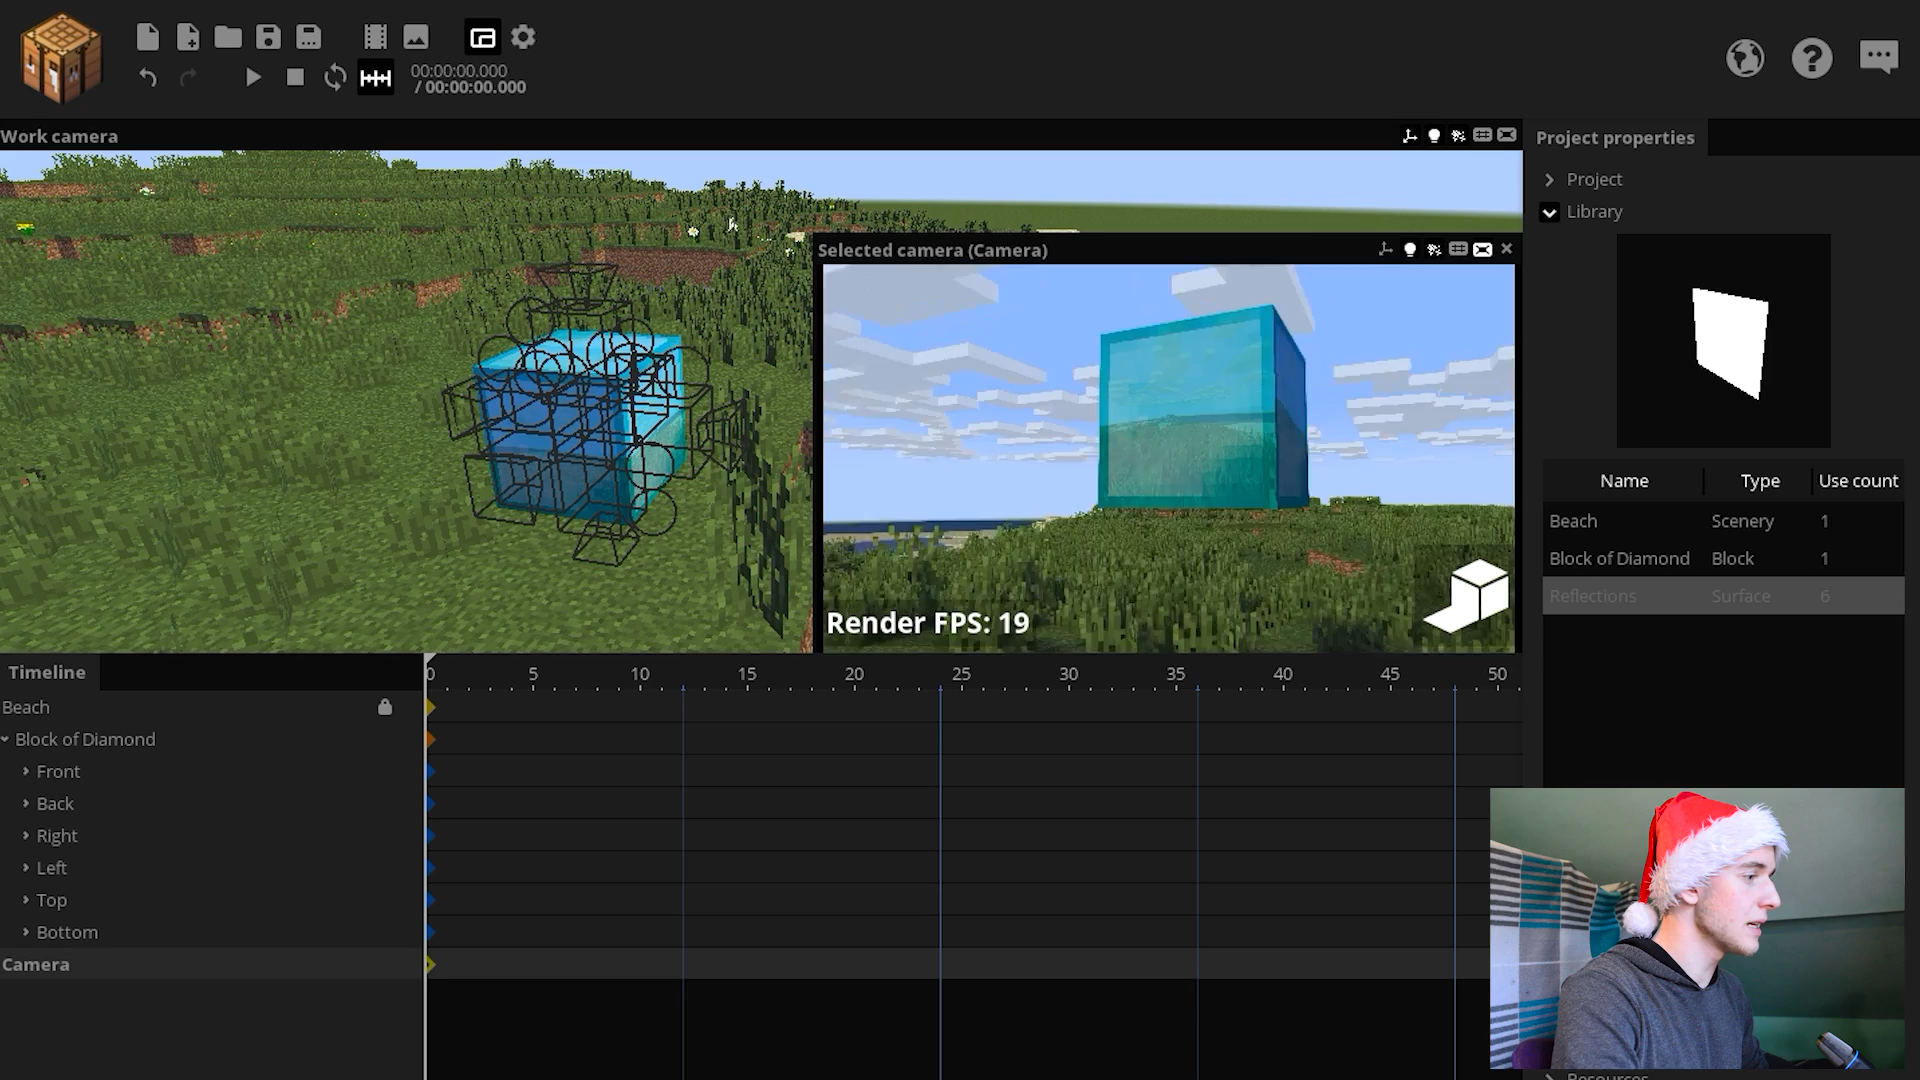 00:00:00.000
/ 00:00:00.000
Work camera
Project properties
Project
Library
Selected camera (Camera)
Render FPS: 19
Name Type Use count
Beach Scenery 1
Block of Diamond Block 1
Reflections Surface 6
Timeline
0 5 10 15 20 25 30 35 40 45 50
Beach
Block of Diamond
Front
Back
Right
Left
Top
Bottom
Camera
Resources